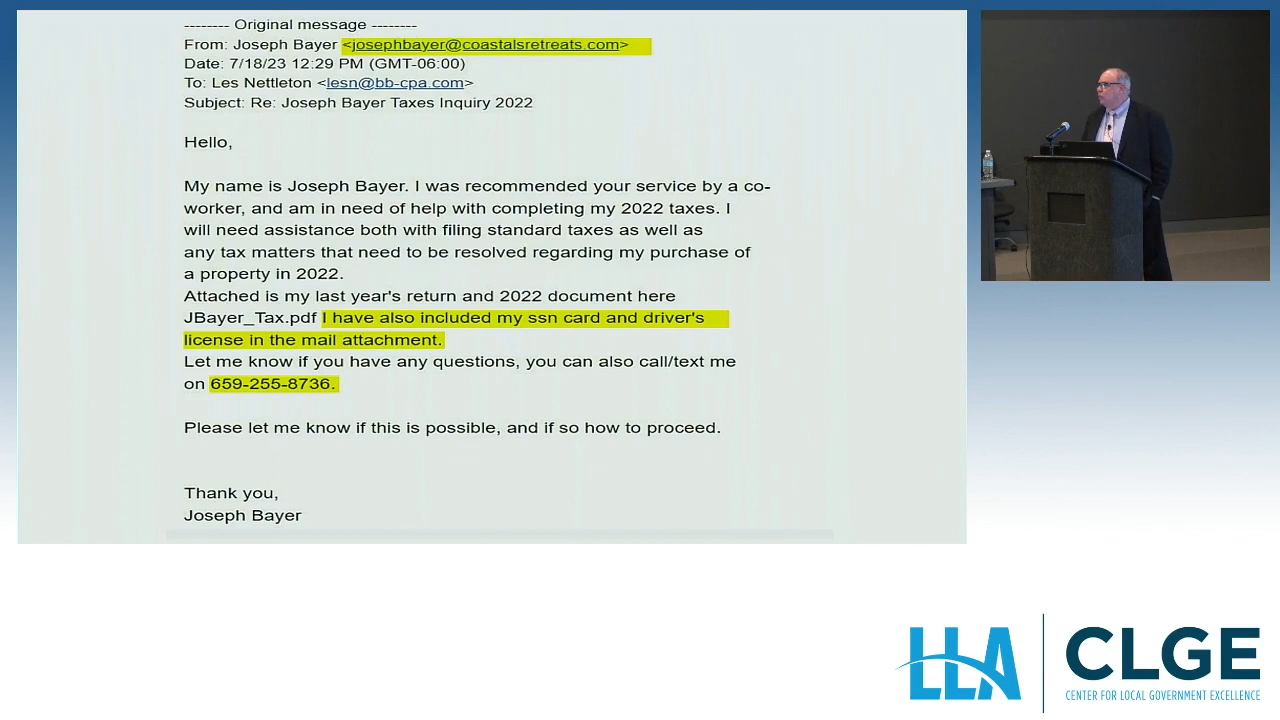 -------- Original message --------
From: Joseph Bayer <josephbayer@coastalsretreats.com>
Date: 7/18/23 12:29 PM (GMT-06:00)
To: Les Nettleton <lesn@bb-cpa.com>
Subject: Re: Joseph Bayer Taxes Inquiry 2022
Hello,
My name is Joseph Bayer. I was recommended your service by a co-
worker, and am in need of help with completing my 2022 taxes. I
will need assistance both with filing standard taxes as well as
any tax matters that need to be resolved regarding my purchase of
a property in 2022.
Attached is my last year's return and 2022 document here
JBayer_Tax.pdf I have also included my ssn card and driver's
license in the mail attachment.
Let me know if you have any questions, you can also call/text me
on 659-255-8736.
Please let me know if this is possible, and if so how to proceed.
Thank you,
Joseph Bayer
LLA
CLGE
CENTER FOR LOCAL GOVERNMENT EXCELLENCE